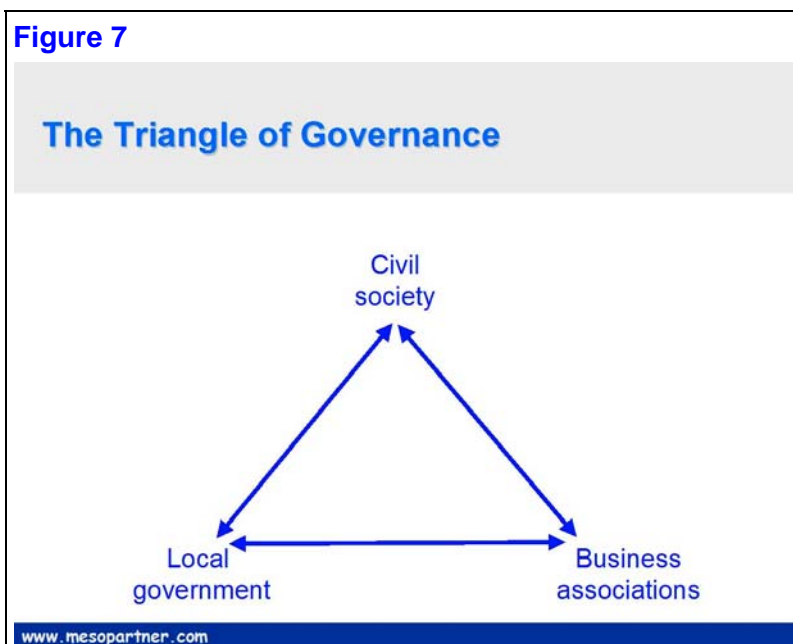 Figure 7
The Triangle of Governance
Civil
society
Local
government
Business
associations
www.mesopartner.com